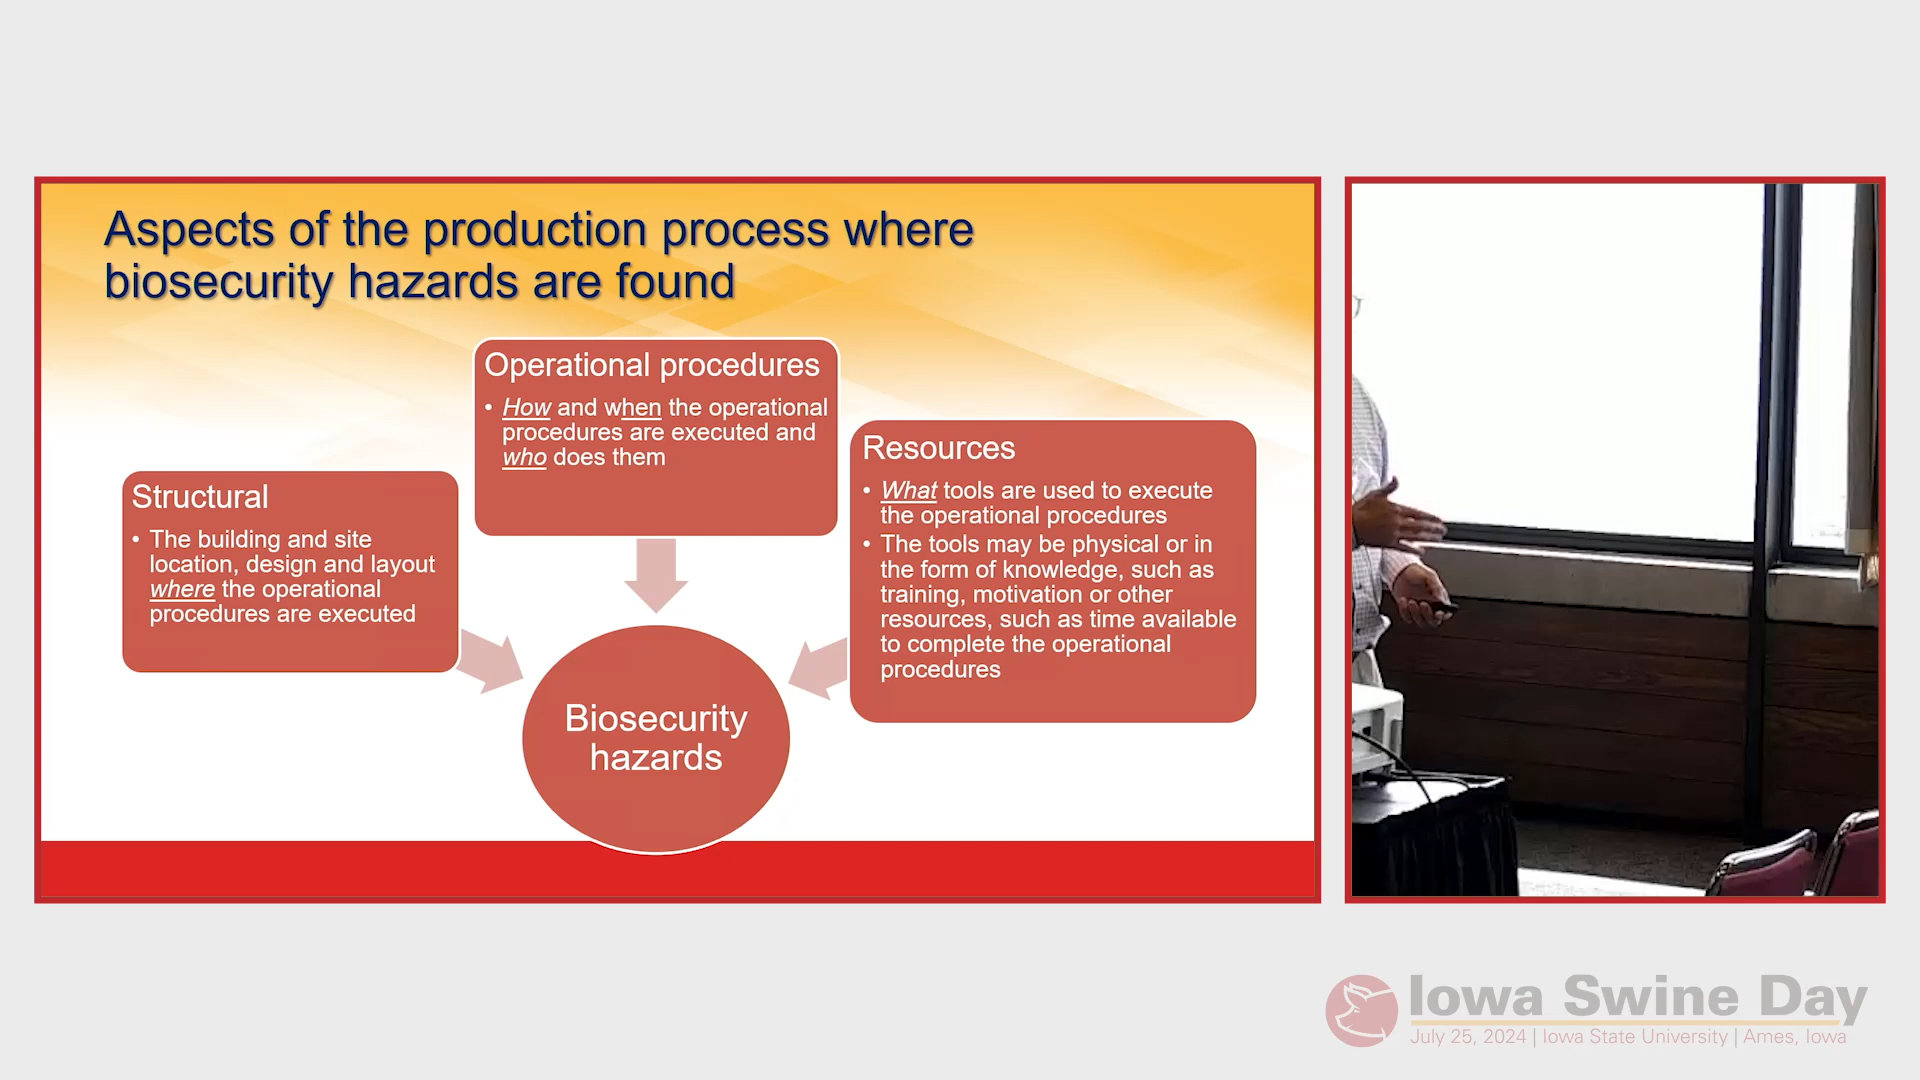 Aspects of the production process where
biosecurity hazards are found
Operational procedures
• How and when the operational
procedures are executed and
who does them
Resources
• What tools are used to execute
the operational procedures
• The tools may be physical or in
the form of knowledge, such as
training, motivation or other
resources, such as time available
to complete the operational
procedures
Structural
• The building and site
location, design and layout
where the operational
procedures are executed
Biosecurity
hazards
Iowa Swine Day
July 25, 2024 | Iowa State University | Ames, Iowa